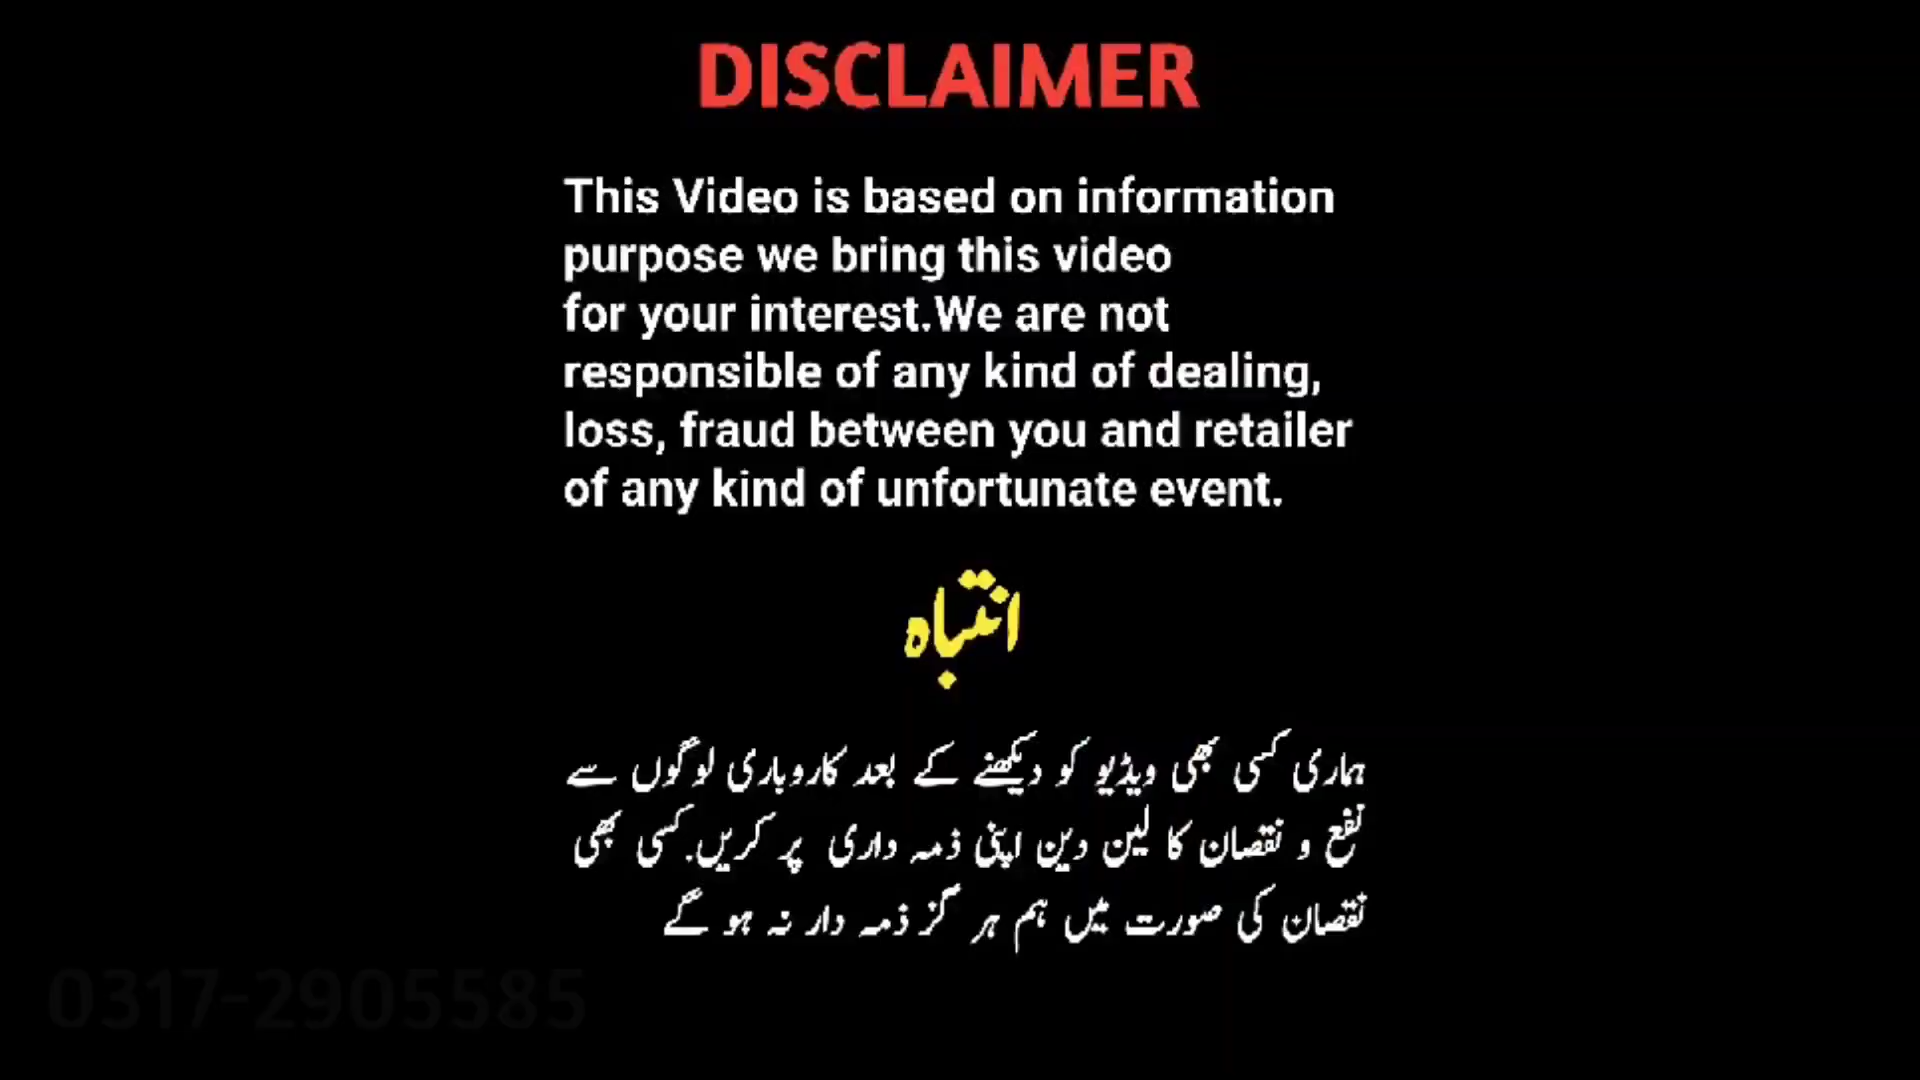 DISCLAIMER
This Video is based on information
purpose we bring this video
for your interest.We are not
responsible of any kind of dealing,
loss, fraud between you and retailer
of any kind of unfortunate event.
انتباہ
ہماری کسی بھی ویڈیو کو دیکھنے کے بعد کاروباری لوگوں سے
نفع و نقصان کا لین دین اپنی ذمہ داری پر کریں.کسی بھی
نقصان کی صورت میں ہم ہر گز ذمہ دار نہ ہو گے
0317-2905585